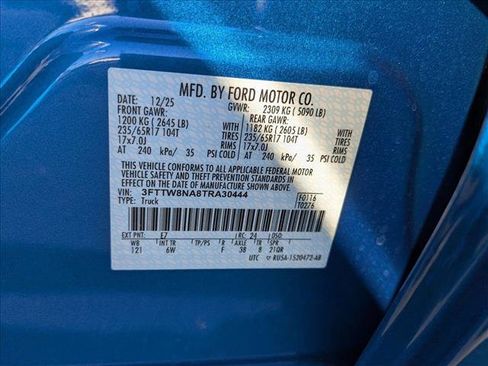 MFD. BY FORD MOTOR CO.
DATE: 12/25 GVWR: 2309 KG ( 5090 LB)
FRONT GAWR: REAR GAWR:
1200 KG ( 2645 LB) WITH 1182 KG ( 2605 LB) WITH
235/65R17 104T TIRES 235/65R17 104T TIRES
17x7.0J RIMS 17x7.0J RIMS
AT 240 kPa/ 35 PSI COLD AT 240 kPa/ 35 PSI COLD
THIS VEHICLE CONFORMS TO ALL APPLICABLE FEDERAL MOTOR
VEHICLE SAFETY AND THEFT PREVENTION STANDARDS IN EFFECT
ON THE DATE OF MANUFACTURE SHOWN ABOVE.
VIN: 3FTTW8NA8TRA30444 F0116
TYPE: Truck T0276
EXT PNT: E7 RC: 24 DSO:
WB INT TR TP/PS R AXLE TR SPR
121 6W F 38 8 21QR
UTC RU5A-1520472-AB